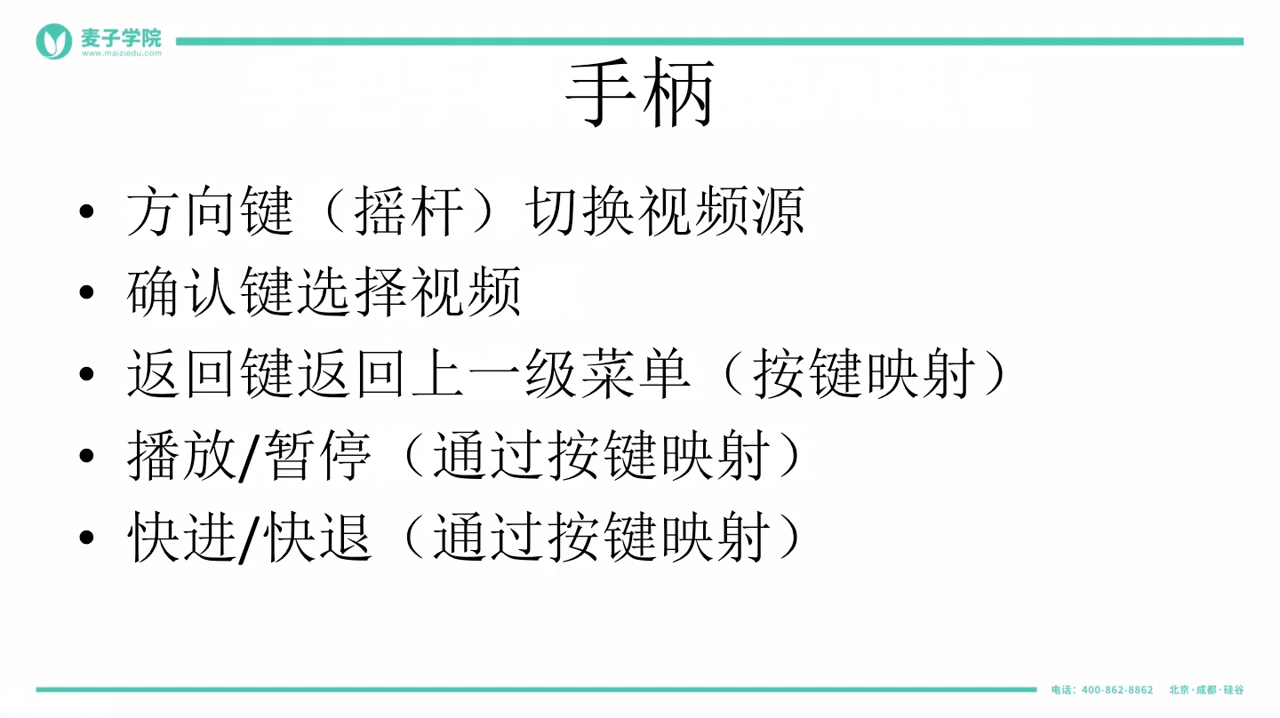 麦子学院
www.maiziedu.com
手柄
• 方向键（摇杆）切换视频源
• 确认键选择视频
• 返回键返回上一级菜单（按键映射）
• 播放/暂停（通过按键映射）
• 快进/快退（通过按键映射）
电话：400-862-8862 北京·成都·硅谷